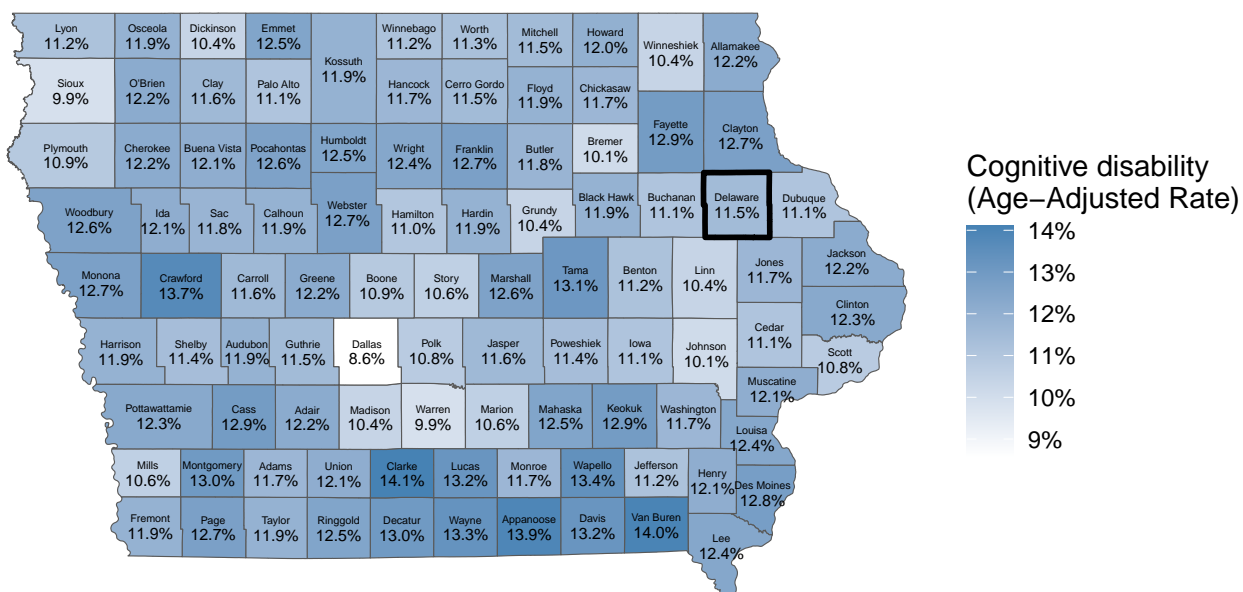 Lyon
11.2%
Osceola
11.9%
Dickinson
10.4%
Emmet
12.5%
Kossuth
11.9%
Winnebago
11.2%
Worth
11.3%
Mitchell
11.5%
Howard
12.0%
Winneshiek
10.4%
Allamakee
12.2%
Sioux
9.9%
O'Brien
12.2%
Clay
11.6%
Palo Alto
11.1%
Hancock
11.7%
Cerro Gordo
11.5%
Floyd
11.9%
Chickasaw
11.7%
Plymouth
10.9%
Cherokee
12.2%
Buena Vista
12.1%
Pocahontas
12.6%
Humboldt
12.5%
Wright
12.4%
Franklin
12.7%
Butler
11.8%
Bremer
10.1%
Fayette
12.9%
Clayton
12.7%
Woodbury
12.6%
Ida
12.1%
Sac
11.8%
Calhoun
11.9%
Webster
12.7%
Hamilton
11.0%
Hardin
11.9%
Grundy
10.4%
Black Hawk
11.9%
Buchanan
11.1%
Delaware
11.5%
Dubuque
11.1%
Monona
12.7%
Crawford
13.7%
Carroll
11.6%
Greene
12.2%
Boone
10.9%
Story
10.6%
Marshall
12.6%
Tama
13.1%
Benton
11.2%
Linn
10.4%
Jones
11.7%
Jackson
12.2%
Clinton
12.3%
Harrison
11.9%
Shelby
11.4%
Audubon
11.9%
Guthrie
11.5%
Dallas
8.6%
Polk
10.8%
Jasper
11.6%
Poweshiek
11.4%
Iowa
11.1%
Johnson
10.1%
Cedar
11.1%
Scott
10.8%
Muscatine
12.1%
Pottawattamie
12.3%
Cass
12.9%
Adair
12.2%
Madison
10.4%
Warren
9.9%
Marion
10.6%
Mahaska
12.5%
Keokuk
12.9%
Washington
11.7%
Louisa
12.4%
Mills
10.6%
Montgomery
13.0%
Adams
11.7%
Union
12.1%
Clarke
14.1%
Lucas
13.2%
Monroe
11.7%
Wapello
13.4%
Jefferson
11.2%
Henry
12.1%
Des Moines
12.8%
Fremont
11.9%
Page
12.7%
Taylor
11.9%
Ringgold
12.5%
Decatur
13.0%
Wayne
13.3%
Appanoose
13.9%
Davis
13.2%
Van Buren
14.0%
Lee
12.4%
Cognitive disability
(Age−Adjusted Rate)
14%
13%
12%
11%
10%
9%